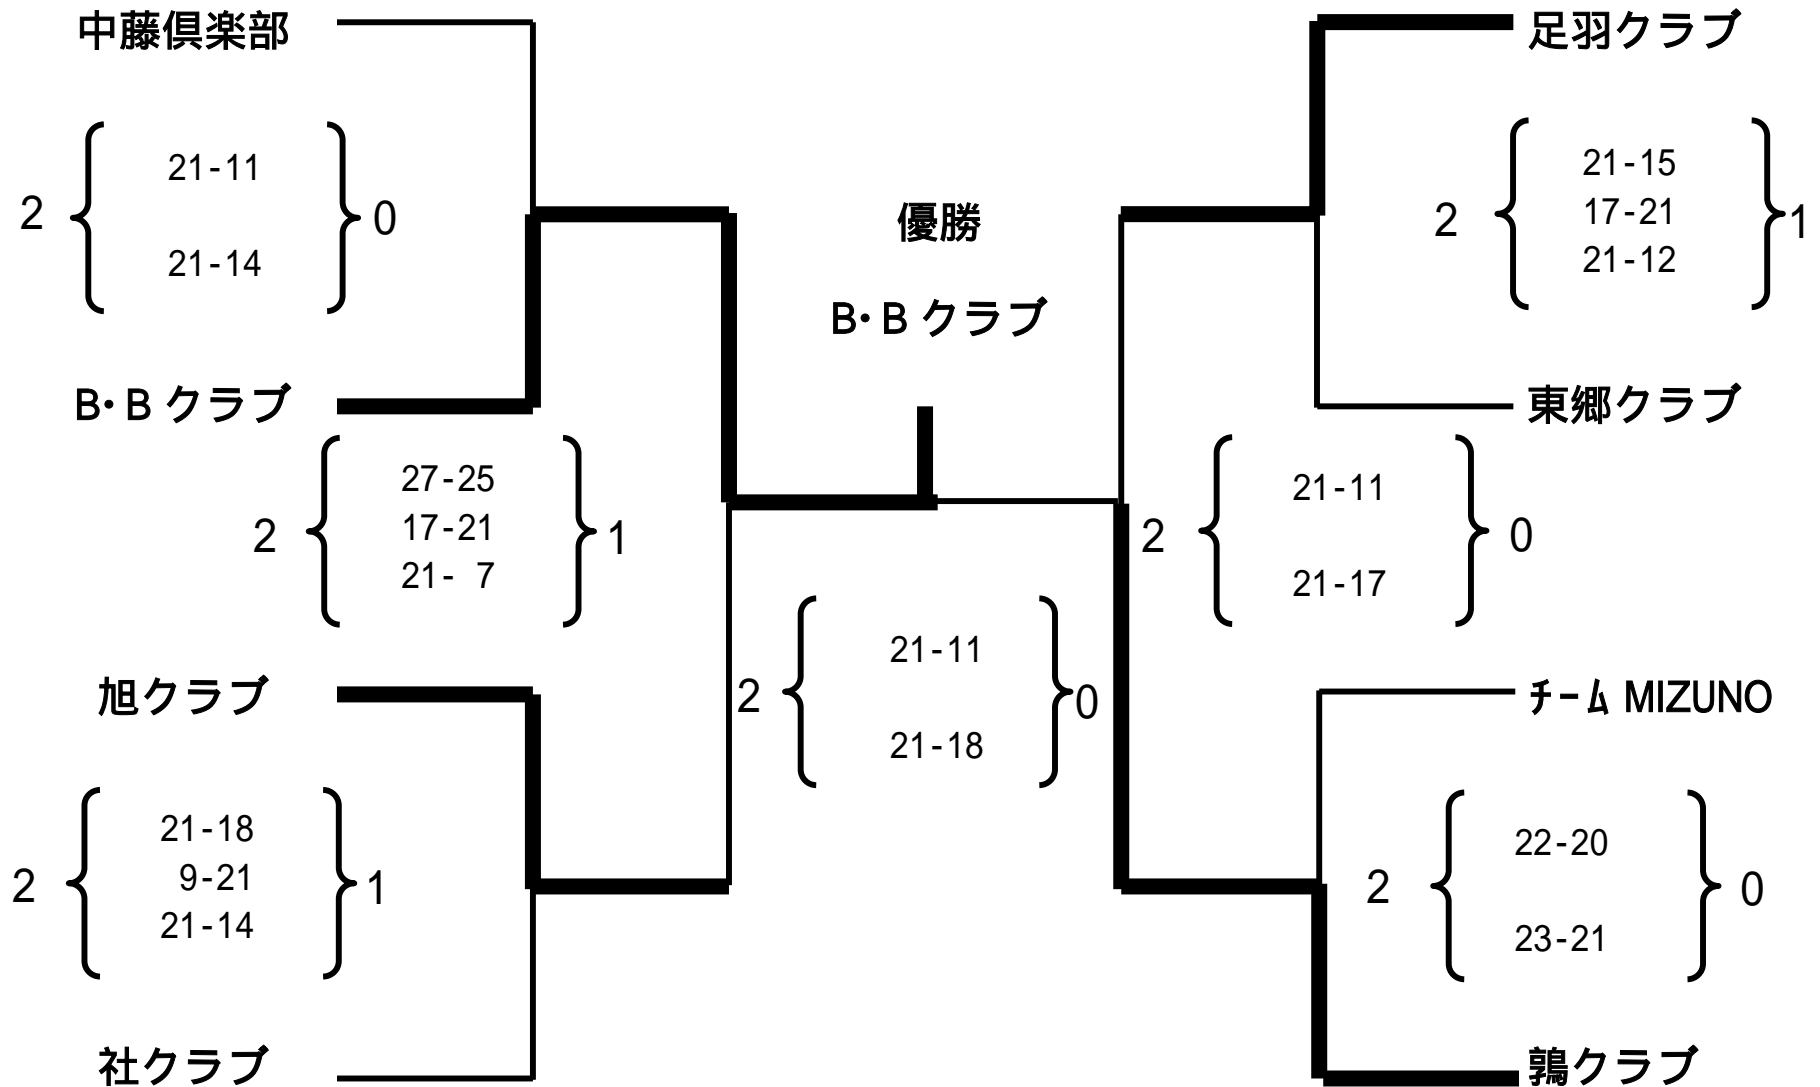 中藤倶楽部
2 { 21-11 } 0
21-14
B・B クラブ
2 { 27-25 } 1
17-21
21- 7
旭クラブ
2 { 21-18 } 1
9-21
21-14
社クラブ
優勝
B・B クラブ
2 { 21-11 } 0
21-18
足羽クラブ
2 { 21-15 } 1
17-21
21-12
東郷クラブ
2 { 21-11 } 0
21-17
ﾁｰﾑ MIZUNO
2 { 22-20 } 0
23-21
鶉クラブ